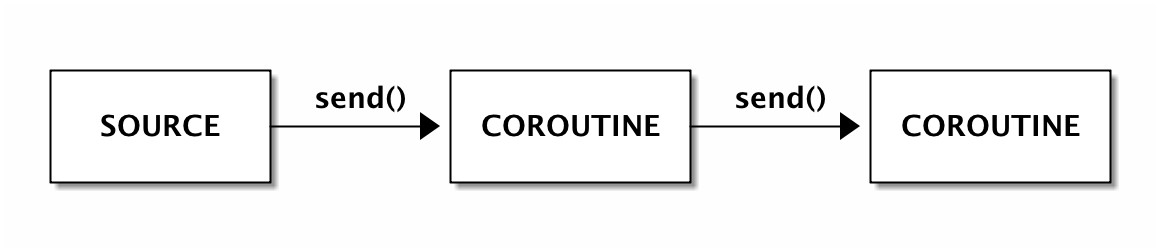 send()
send()
SOURCE
COROUTINE
COROUTINE